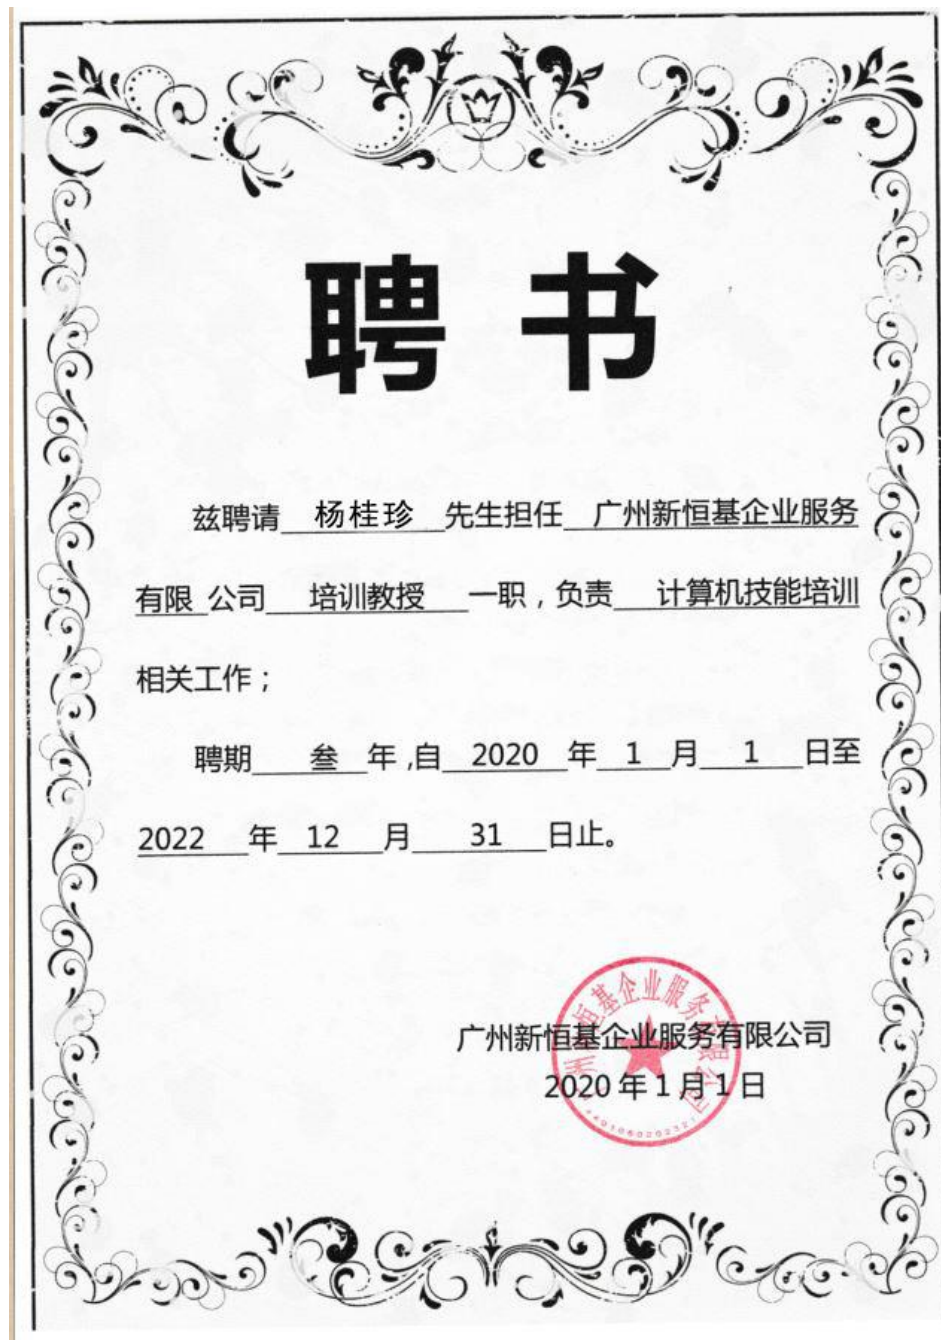 聘书
兹聘请 杨桂珍 先生担任 广州新恒基企业服务
有限 公司 培训教授 一职，负责 计算机技能培训
相关工作；
聘期 叁 年,自 2020 年 1 月 1 日至
2022 年 12 月 31 日止。
广州新恒基企业服务有限公司
2020年1月1日